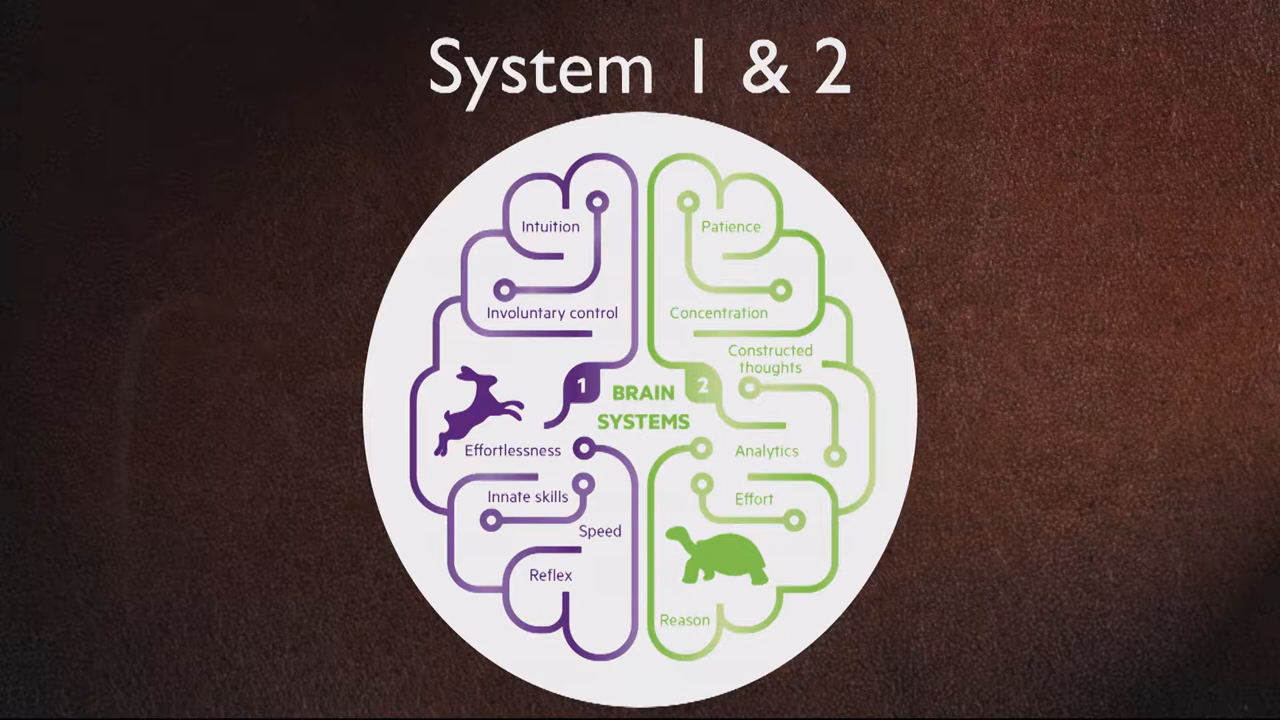 System 1 & 2
Intuition
Involuntary control
1
Effortlessness
Innate skills
Speed
Reflex
BRAIN
SYSTEMS
2
Patience
Concentration
Constructed
thoughts
Analytics
Effort
Reason